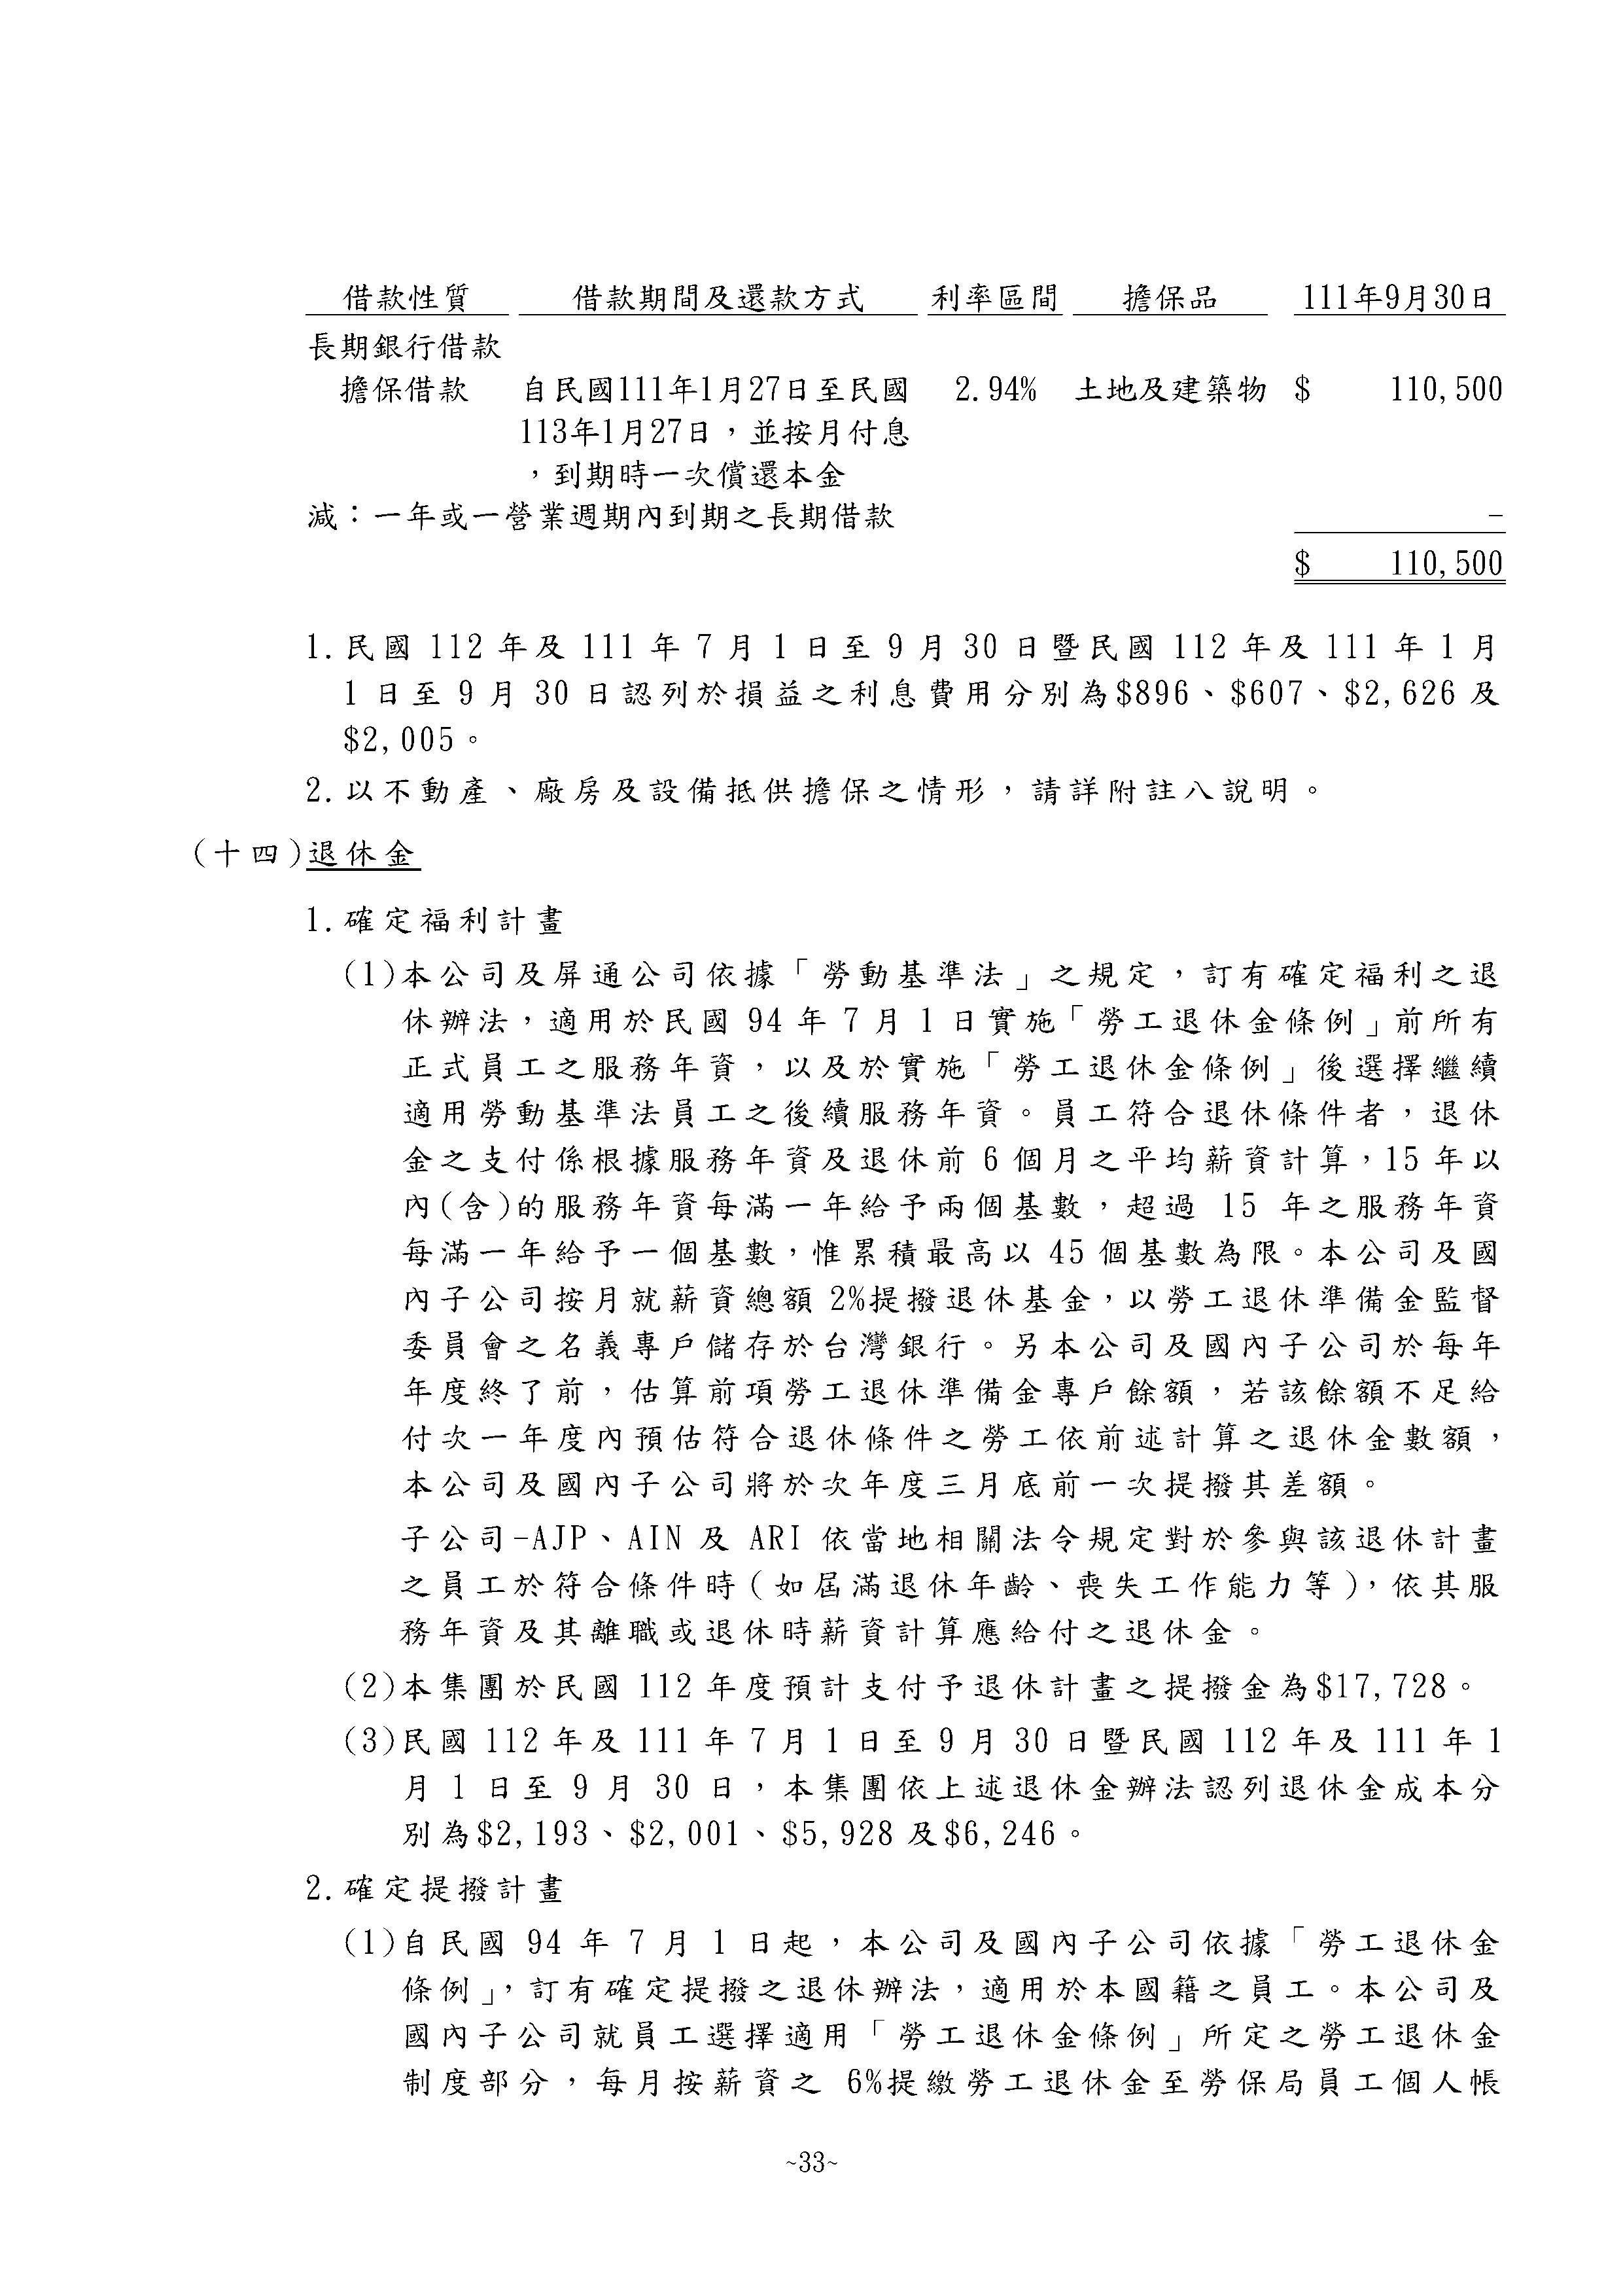 借款性質 借款期間及還款方式 利率區間 擔保品 111年9月30日
長期銀行借款
擔保借款 自民國111年1月27日至民國 2.94% 土地及建築物 $ 110,500
113年1月27日，並按月付息
，到期時一次償還本金
減：一年或一營業週期內到期之長期借款 -
$ 110,500
1.民國 112 年及 111 年 7 月 1 日至 9 月 30 日暨民國 112 年及 111 年 1 月
1 日至 9 月 30 日認列於損益之利息費用分別為$896、$607、$2,626 及
$2,005。
2.以不動產、廠房及設備抵供擔保之情形，請詳附註八說明。
(十四)退休金
1.確定福利計畫
(1)本公司及屏通公司依據「勞動基準法」之規定，訂有確定福利之退
休辦法，適用於民國 94 年 7 月 1 日實施「勞工退休金條例」前所有
正式員工之服務年資，以及於實施「勞工退休金條例」後選擇繼續
適用勞動基準法員工之後續服務年資。員工符合退休條件者，退休
金之支付係根據服務年資及退休前 6 個月之平均薪資計算，15 年以
內(含)的服務年資每滿一年給予兩個基數，超過 15 年之服務年資
每滿一年給予一個基數，惟累積最高以 45 個基數為限。本公司及國
內子公司按月就薪資總額 2%提撥退休基金，以勞工退休準備金監督
委員會之名義專戶儲存於台灣銀行。另本公司及國內子公司於每年
年度終了前，估算前項勞工退休準備金專戶餘額，若該餘額不足給
付次一年度內預估符合退休條件之勞工依前述計算之退休金數額，
本公司及國內子公司將於次年度三月底前一次提撥其差額。
子公司-AJP、AIN 及 ARI 依當地相關法令規定對於參與該退休計畫
之員工於符合條件時(如屆滿退休年齡、喪失工作能力等)，依其服
務年資及其離職或退休時薪資計算應給付之退休金。
(2)本集團於民國 112 年度預計支付予退休計畫之提撥金為$17,728。
(3)民國 112 年及 111 年 7 月 1 日至 9 月 30 日暨民國 112 年及 111 年 1
月 1 日至 9 月 30 日，本集團依上述退休金辦法認列退休金成本分
別為$2,193、$2,001、$5,928 及$6,246。
2.確定提撥計畫
(1)自民國 94 年 7 月 1 日起，本公司及國內子公司依據「勞工退休金
條例」，訂有確定提撥之退休辦法，適用於本國籍之員工。本公司及
國內子公司就員工選擇適用「勞工退休金條例」所定之勞工退休金
制度部分，每月按薪資之 6%提繳勞工退休金至勞保局員工個人帳
~33~